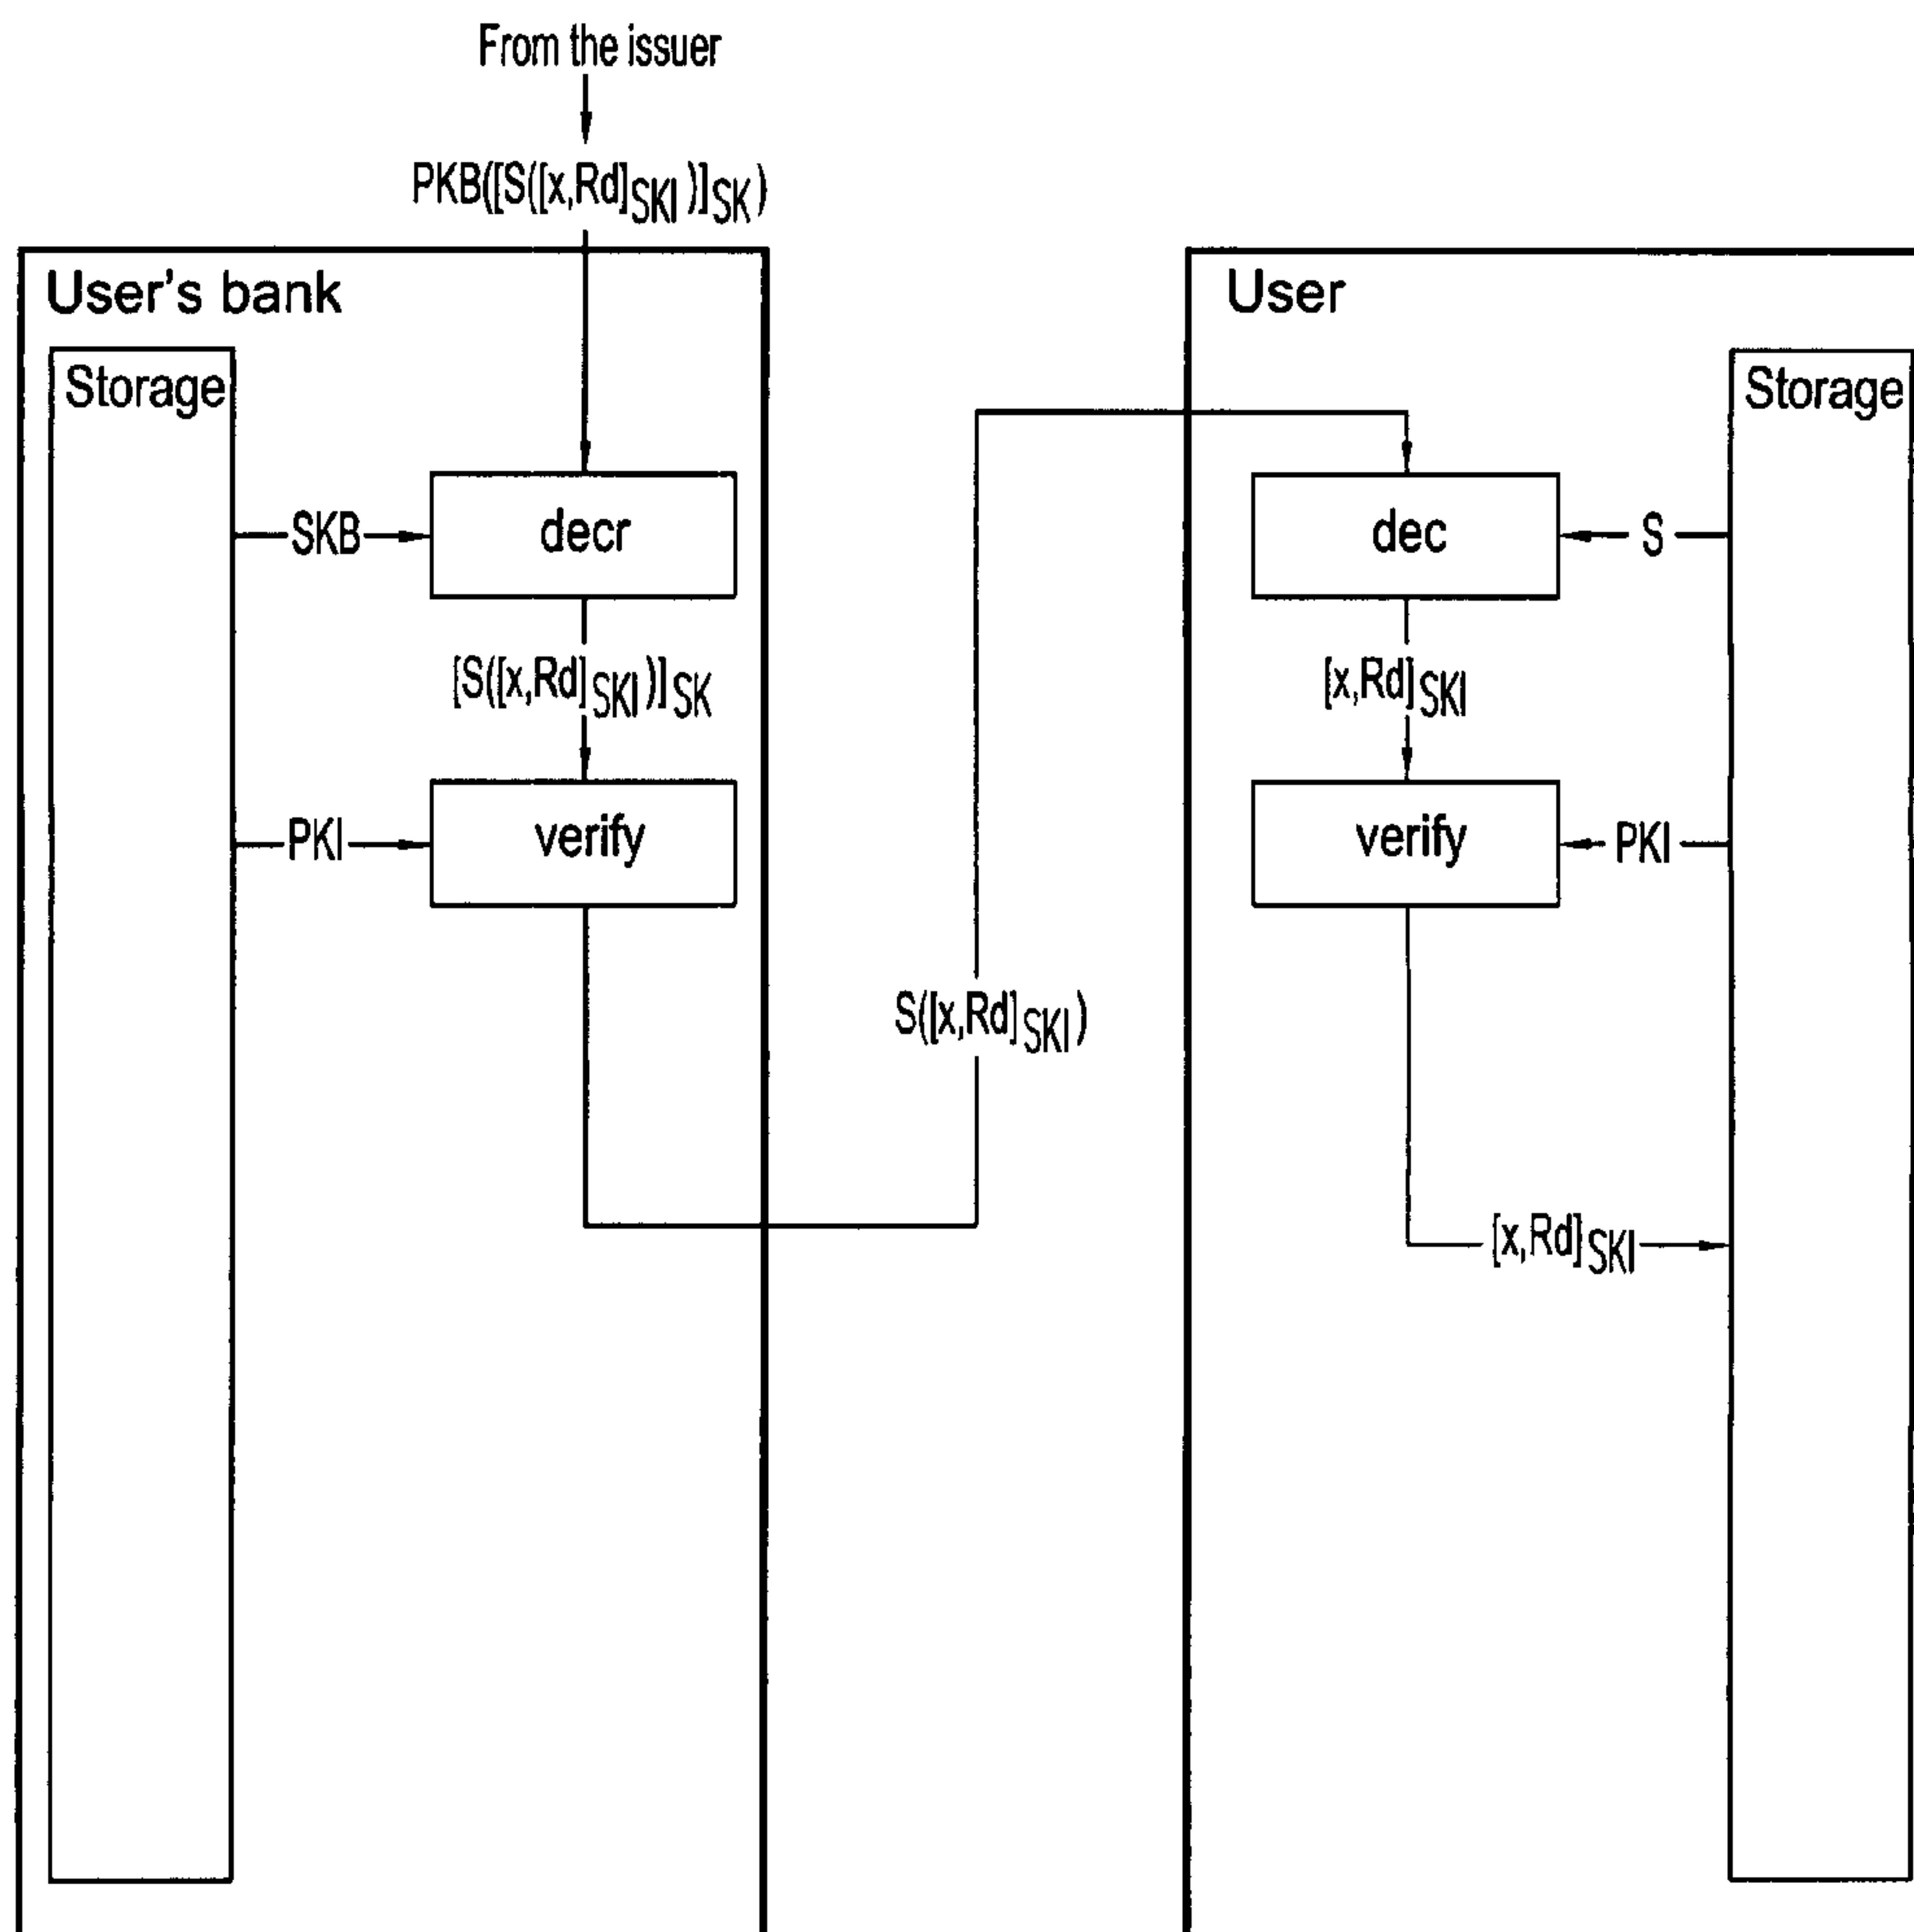 From the issuer
PKB([S([x,Rd]SKI)]SK)
User's bank
Storage
SKB
decr
[S([x,Rd]SKI)]SK
PKI
verify
S([x,Rd]SKI)
User
Storage
dec
S
[x,Rd]SKI
verify
PKI
[x,Rd]SKI